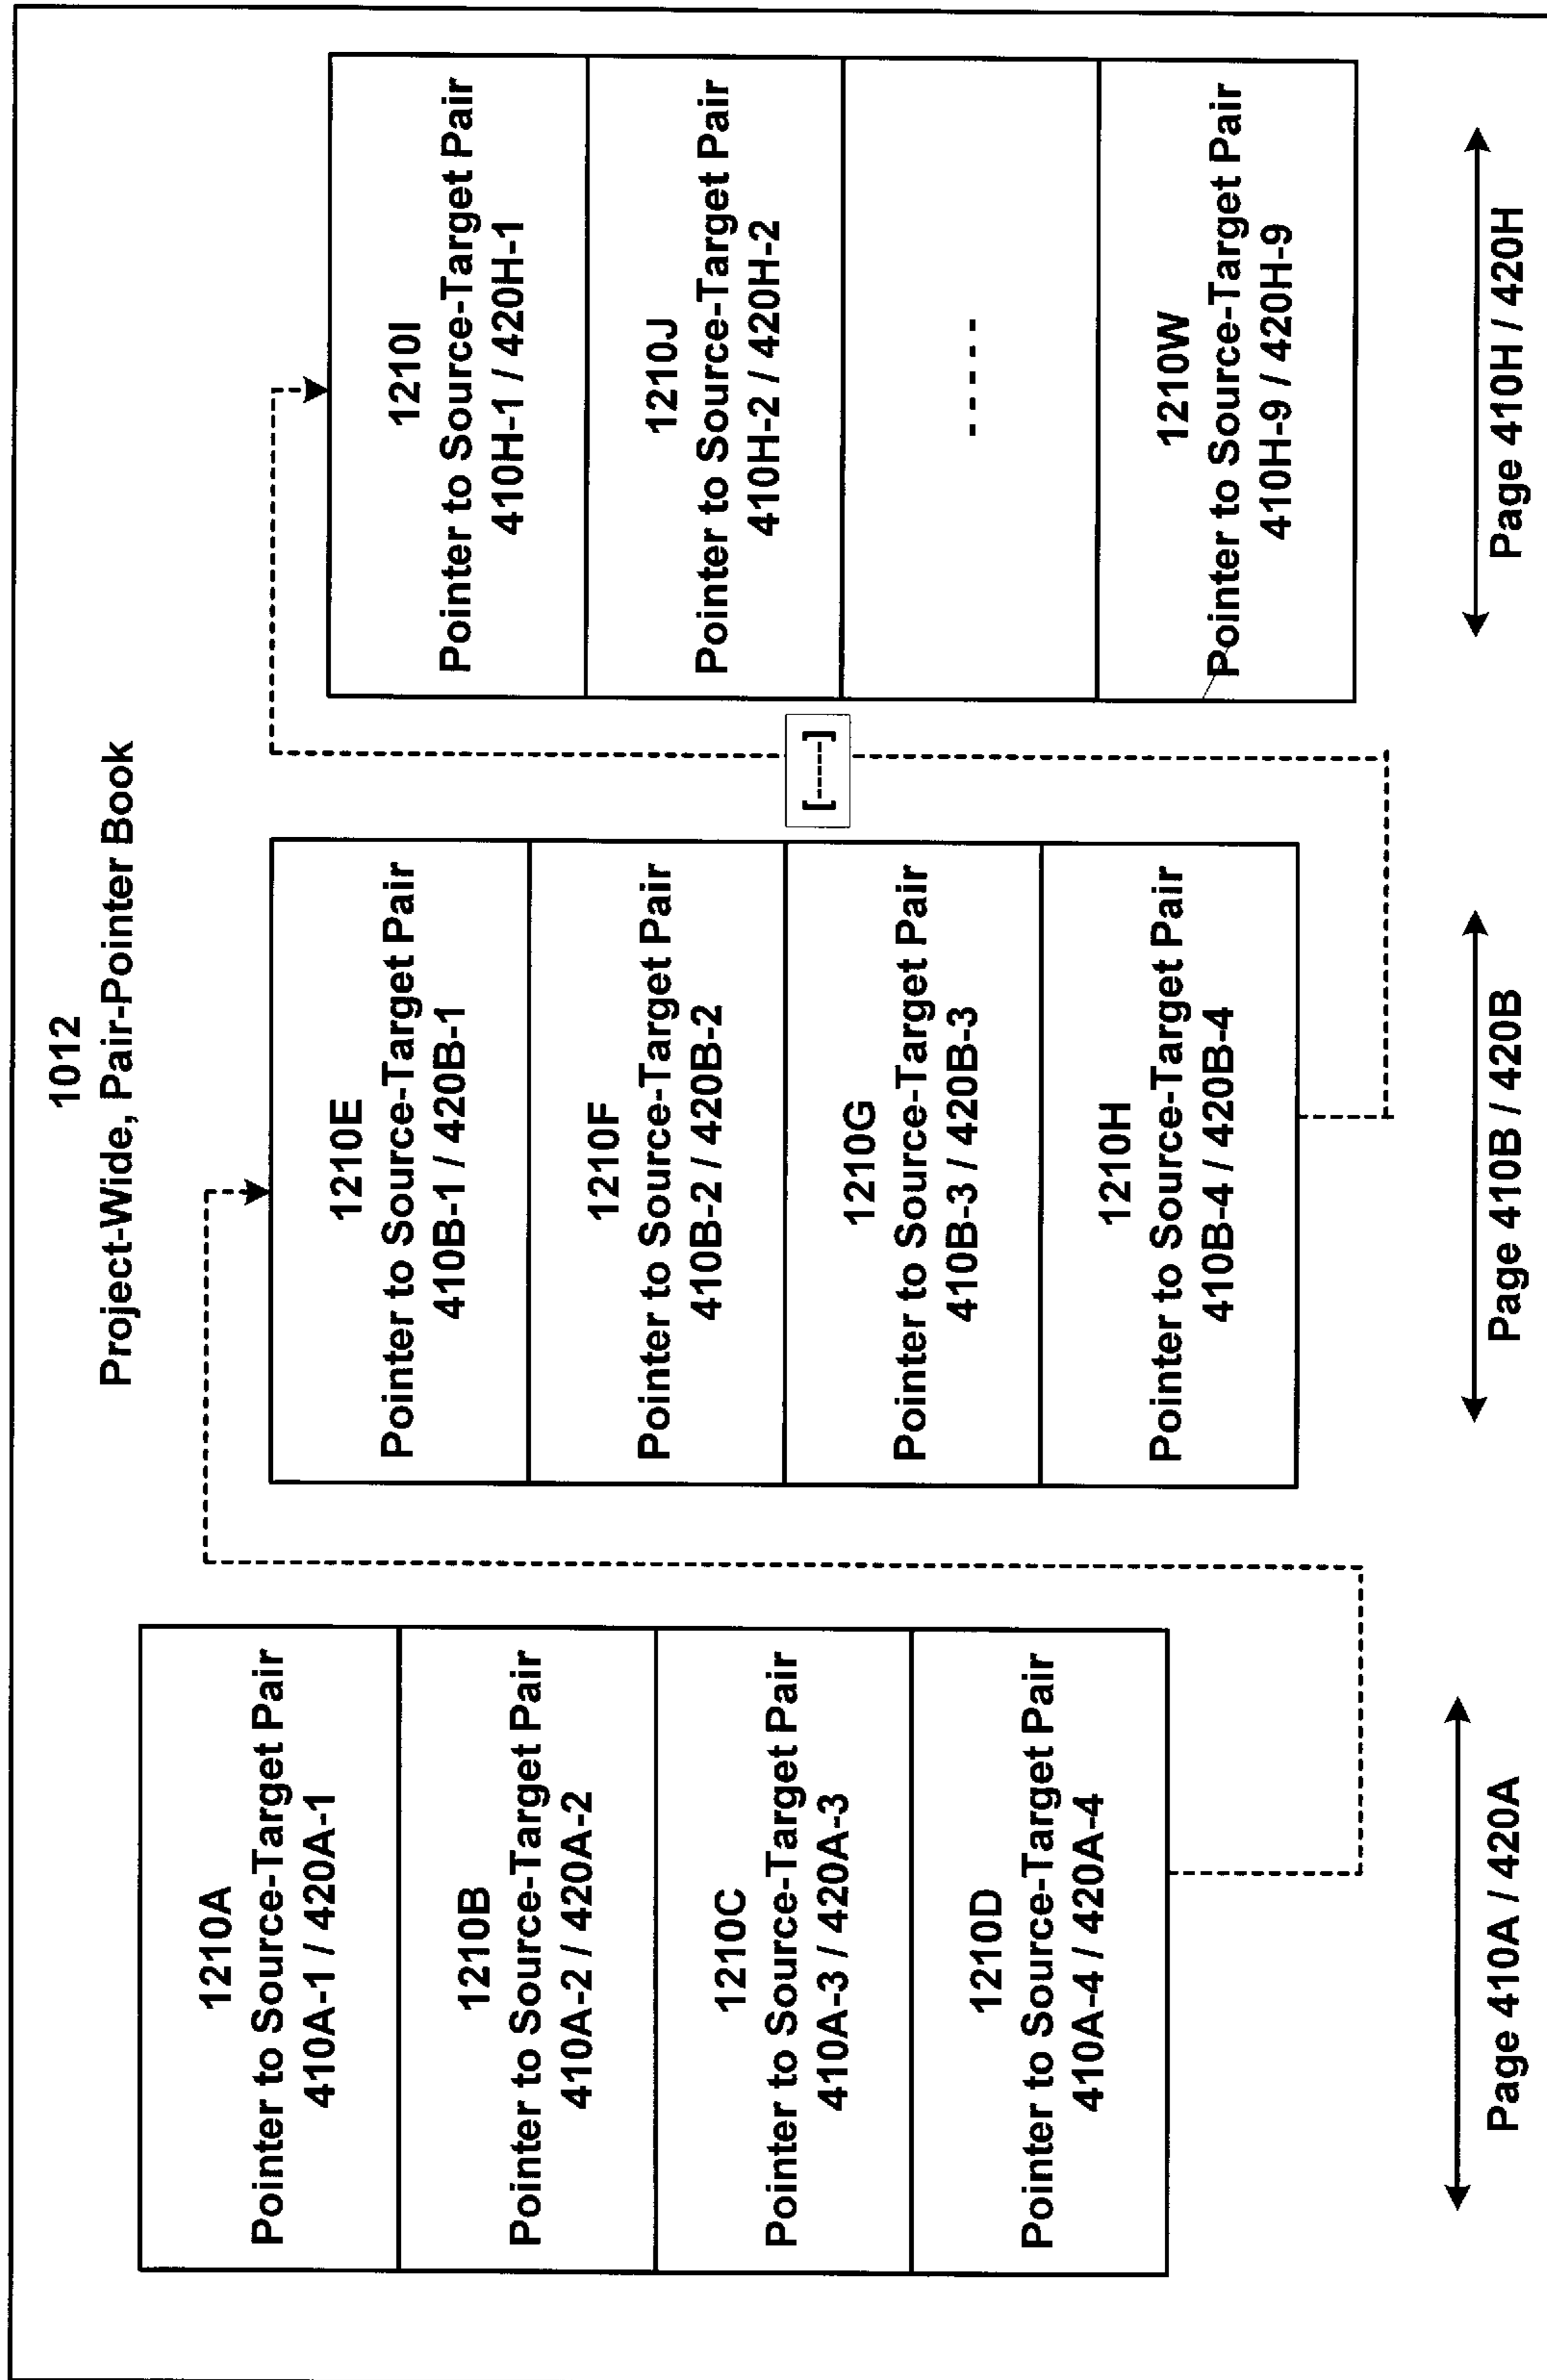 1012
Project-Wide, Pair-Pointer Book
1210A
Pointer to Source-Target Pair
410A-1 / 420A-1
1210B
Pointer to Source-Target Pair
410A-2 / 420A-2
1210C
Pointer to Source-Target Pair
410A-3 / 420A-3
1210D
Pointer to Source-Target Pair
410A-4 / 420A-4
Page 410A / 420A
1210E
Pointer to Source-Target Pair
410B-1 / 420B-1
1210F
Pointer to Source-Target Pair
410B-2 / 420B-2
1210G
Pointer to Source-Target Pair
410B-3 / 420B-3
1210H
Pointer to Source-Target Pair
410B-4 / 420B-4
Page 410B / 420B
[-----]
1210I
Pointer to Source-Target Pair
410H-1 / 420H-1
1210J
Pointer to Source-Target Pair
410H-2 / 420H-2
-----
1210W
Pointer to Source-Target Pair
410H-9 / 420H-9
Page 410H / 420H